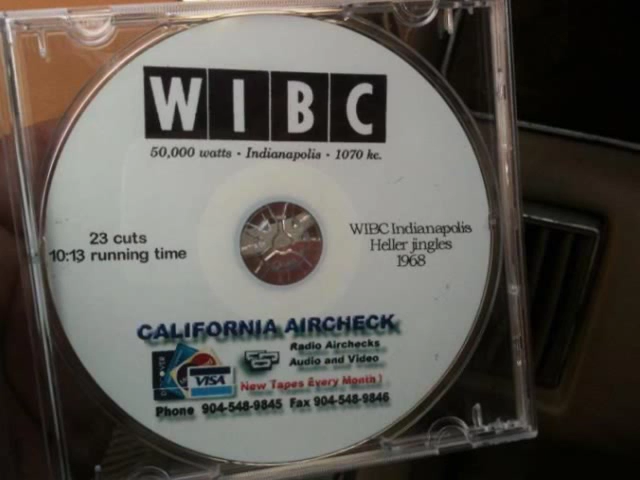 WIBC
50,000 watts · Indianapolis · 1070 kc.
23 cuts
10:13 running time
WIBC Indianapolis
Heller jingles
1968
CALIFORNIA AIRCHECK
Radio Airchecks
Audio and Video
VISA
New Tapes Every Month!
Phone 904-548-9845 Fax 904-548-9846